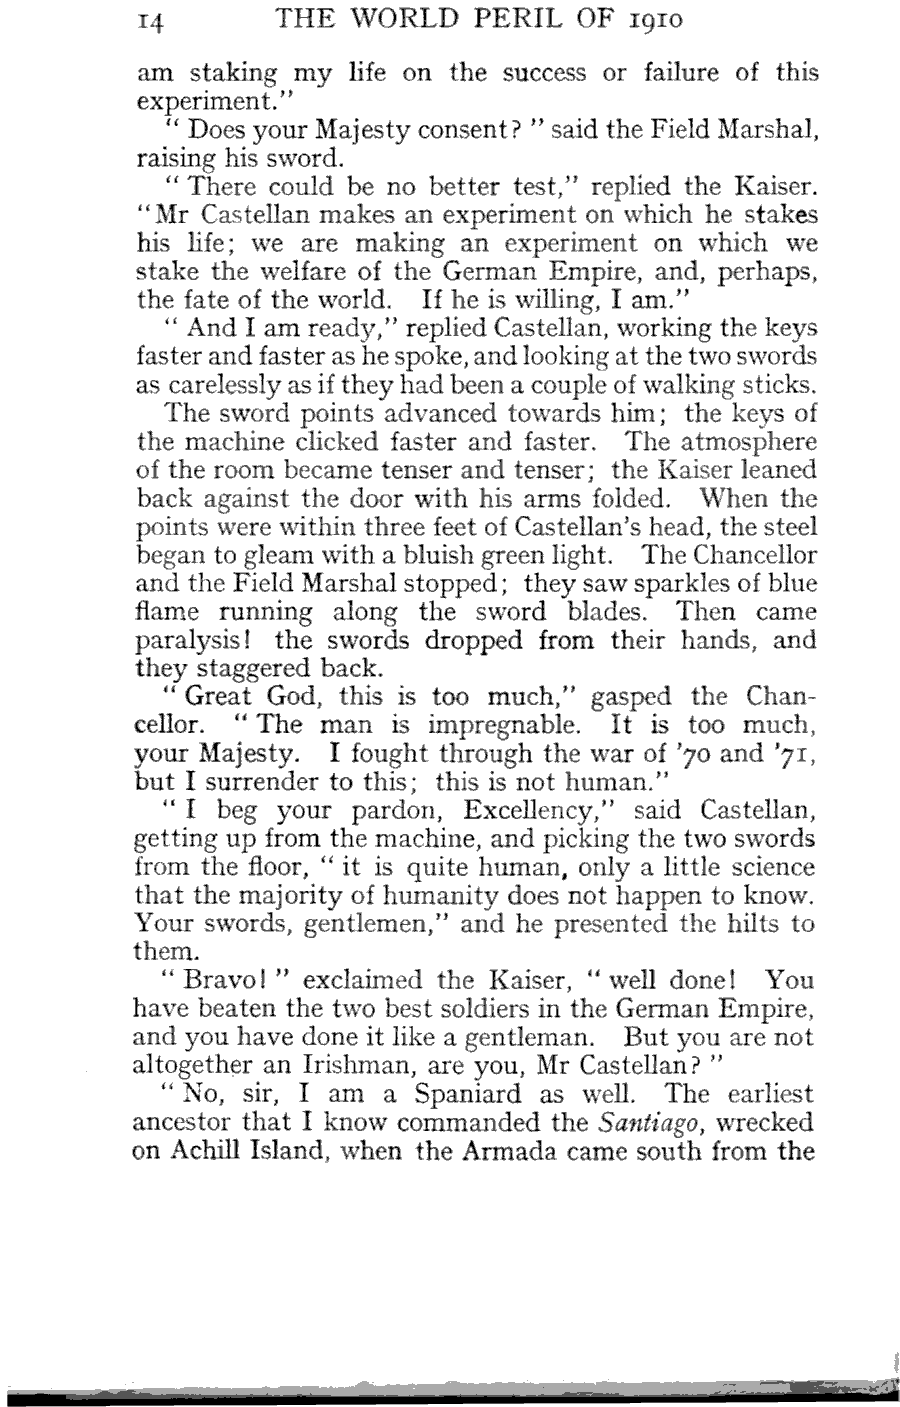 14 THE WORLD PERIL OF 1910
am staking my life on the success or failure of this
experiment."
" Does your Majesty consent? " said the Field Marshal,
raising his sword.
" There could be no better test," replied the Kaiser.
"Mr Castellan makes an experiment on which he stakes
his life; we are making an experiment on which we
stake the welfare of the German Empire, and, perhaps,
the fate of the world. If he is willing, I am."
" And I am ready," replied Castellan, working the keys
faster and faster as he spoke, and looking at the two swords
as carelessly as if they had been a couple of walking sticks.
The sword points advanced towards him; the keys of
the machine clicked faster and faster. The atmosphere
of the room became tenser and tenser; the Kaiser leaned
back against the door with his arms folded. When the
points were within three feet of Castellan's head, the steel
began to gleam with a bluish green light. The Chancellor
and the Field Marshal stopped; they saw sparkles of blue
flame running along the sword blades. Then came
paralysis! the swords dropped from their hands, and
they staggered back.
" Great God, this is too much," gasped the Chan-
cellor. " The man is impregnable. It is too much,
your Majesty. I fought through the war of '70 and '71,
but I surrender to this; this is not human."
" I beg your pardon, Excellency," said Castellan,
getting up from the machine, and picking the two swords
from the floor, " it is quite human, only a little science
that the majority of humanity does not happen to know.
Your swords, gentlemen," and he presented the hilts to
them.
" Bravo! " exclaimed the Kaiser, " well done! You
have beaten the two best soldiers in the German Empire,
and you have done it like a gentleman. But you are not
altogether an Irishman, are you, Mr Castellan? "
" No, sir, I am a Spaniard as well. The earliest
ancestor that I know commanded the Santiago, wrecked
on Achill Island, when the Armada came south from the